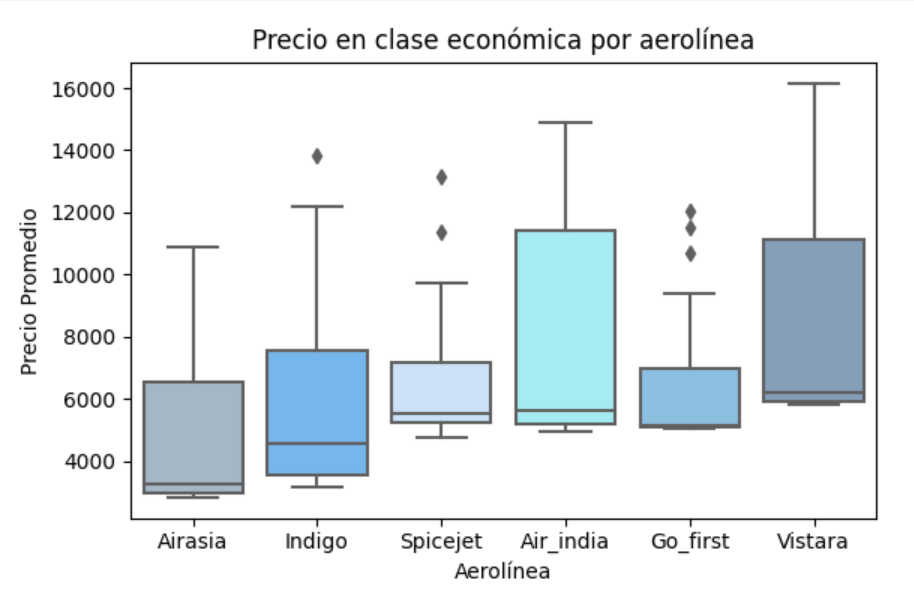 Precio en clase económica por aerolínea
Precio Promedio
16000
14000
12000
10000
8000
6000
4000
Airasia Indigo Spicejet Air_india Go_first Vistara
Aerolínea